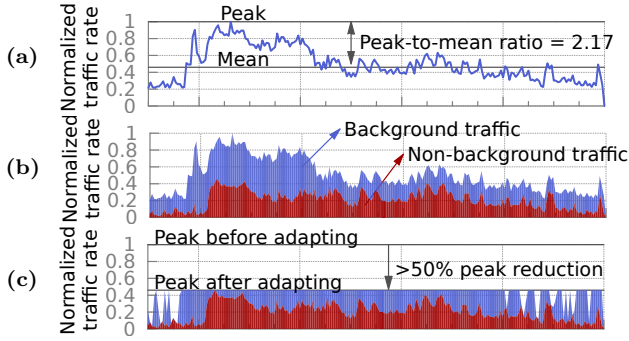 (a)
Normalized
traffic rate
1
0.8
0.6
0.4
0.2
0
Peak
Mean
Peak-to-mean ratio = 2.17
(b)
Normalized
traffic rate
1
0.8
0.6
0.4
0.2
0
Background traffic
Non-background traffic
(c)
Normalized
traffic rate
1
0.8
0.6
0.4
0.2
0
Peak before adapting
Peak after adapting
>50% peak reduction